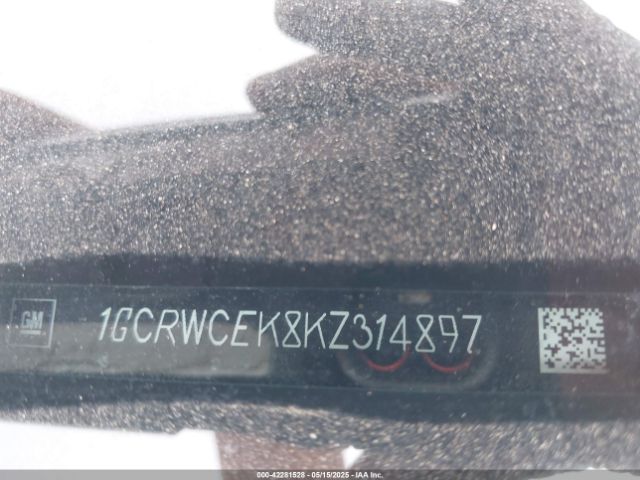 GM
1GCRWCEK8KZ314897
000-42281528 - 05/15/2025 - IAA Inc.